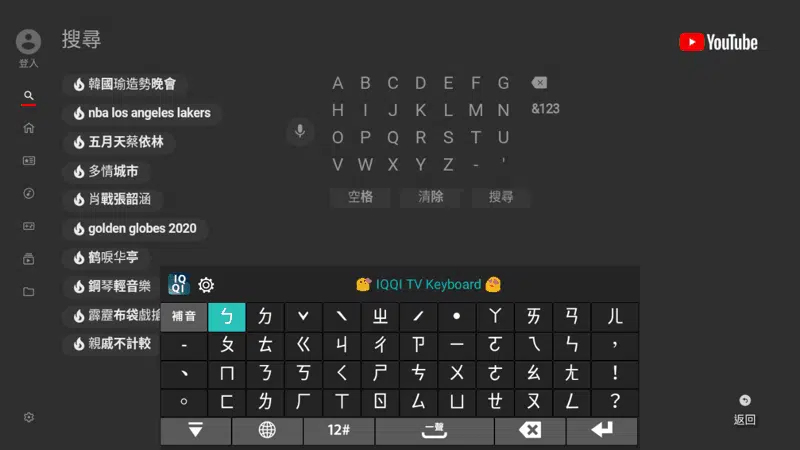 搜尋
YouTube
登入
韓國瑜造勢晚會
nba los angeles lakers
五月天蔡依林
多情城市
肖戰張韶涵
golden globes 2020
鹤唳华亭
鋼琴輕音樂
霹靂布袋戲
親戚不計較
A B C D E F G
H I J K L M N &123
O P Q R S T U
V W X Y Z - '
空格 清除 搜尋
IQQI
IQQI TV Keyboard
補音 ㄅ ㄉ ˇ ˋ ㄓ ˊ ˙ ㄚ ㄞ ㄢ ㄦ
- ㄆ ㄊ ㄍ ㄐ ㄔ ㄗ ㄧ ㄛ ㄟ ㄣ ，
、 ㄇ ㄋ ㄎ ㄑ ㄕ ㄘ ㄨ ㄜ ㄠ ㄤ !
。 ㄈ ㄌ ㄏ ㄒ ㄖ ㄙ ㄩ ㄝ ㄡ ㄥ ?
12# 一聲
返回